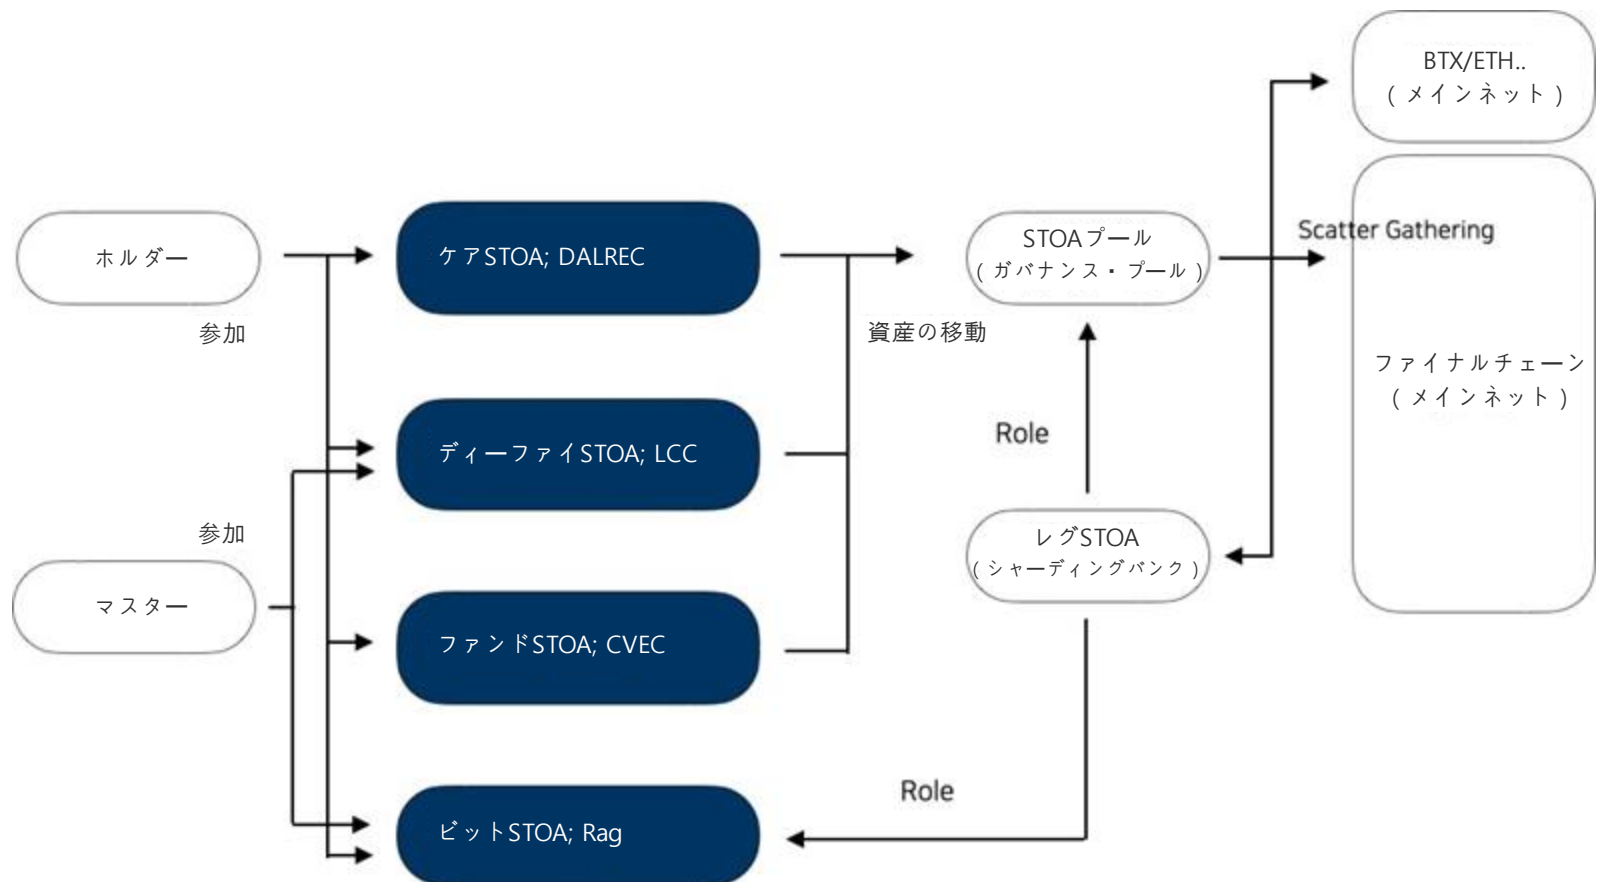 BTX/ETH..
( メインネット )
ホルダー
ケアSTOA; DALREC
STOAプール
( ガバナンス・プール )
Scatter Gathering
参加
資産の移動
ファイナルチェーン
( メインネット )
ディーファイSTOA; LCC
Role
参加
レグSTOA
( シャーディングバンク )
マスター
ファンドSTOA; CVEC
Role
ビットSTOA; Rag